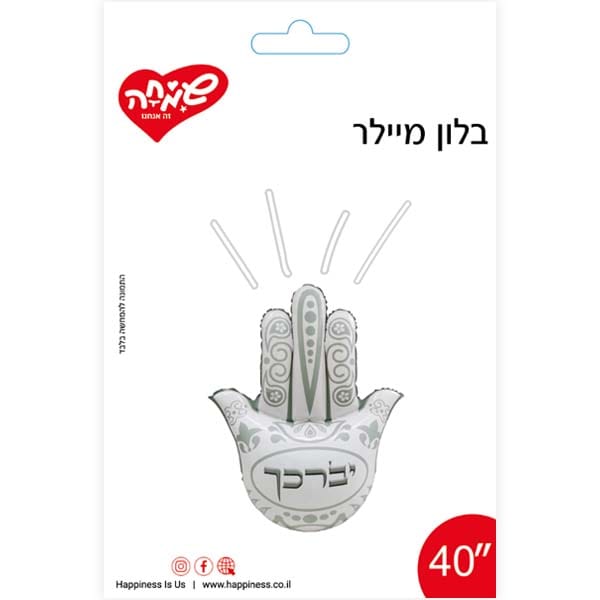 שמחה
זה אנחנו
בלון מיילר
התמונה להמחשה בלבד
יברכך
40″
Happiness Is Us | www.happiness.co.il